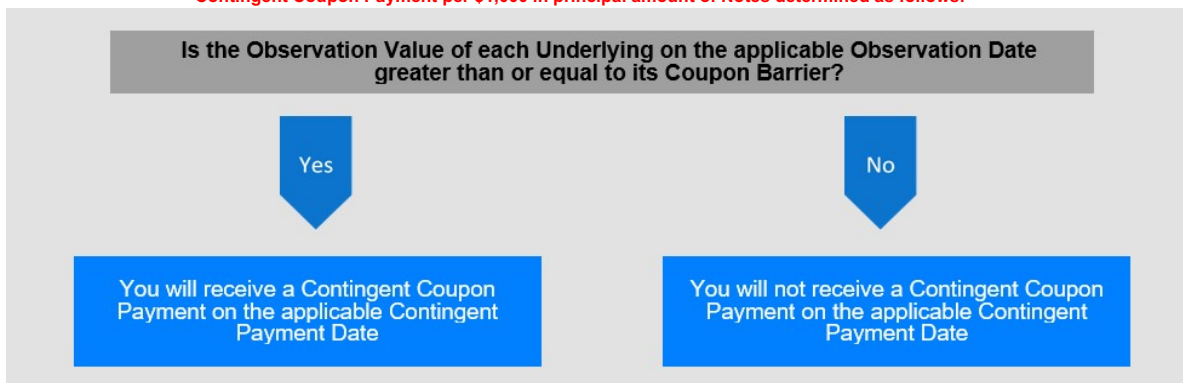 Contingent Coupon Payment per $1,000 in principal amount of Notes determined as follows:
Is the Observation Value of each Underlying on the applicable Observation Date
greater than or equal to its Coupon Barrier?
Yes
No
You will receive a Contingent Coupon
Payment on the applicable Contingent
Payment Date
You will not receive a Contingent Coupon
Payment on the applicable Contingent
Payment Date